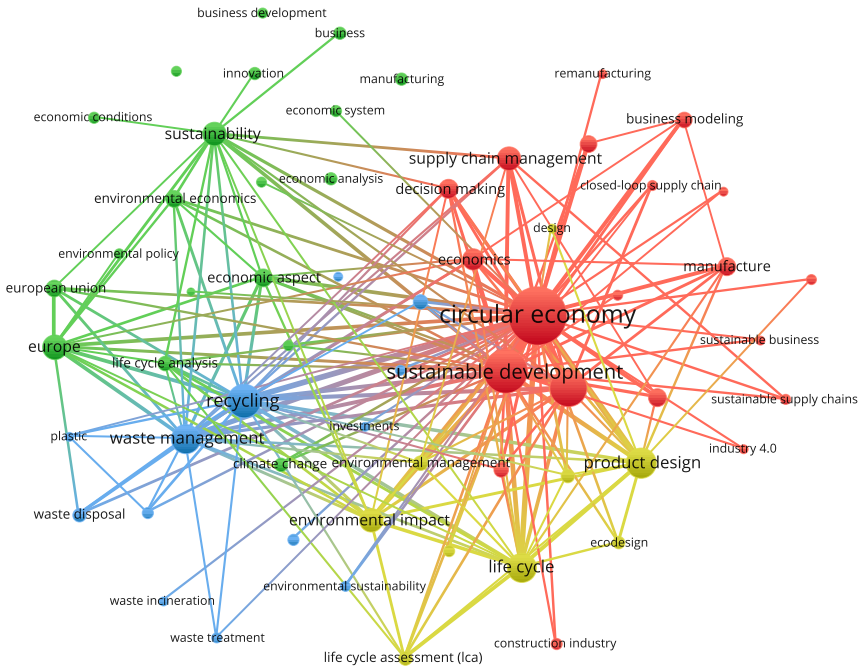 business development
business
innovation
manufacturing
remanufacturing
economic conditions
economic system
business modeling
sustainability
supply chain management
economic analysis
decision making
closed-loop supply chain
environmental economics
design
environmental policy
economics
manufacture
economic aspect
european union
circular economy
sustainable business
europe
life cycle analysis
sustainable development
recycling
sustainable supply chains
investments
plastic
waste management
industry 4.0
climate change
environmental management
product design
waste disposal
environmental impact
ecodesign
life cycle
environmental sustainability
waste incineration
waste treatment
construction industry
life cycle assessment (lca)